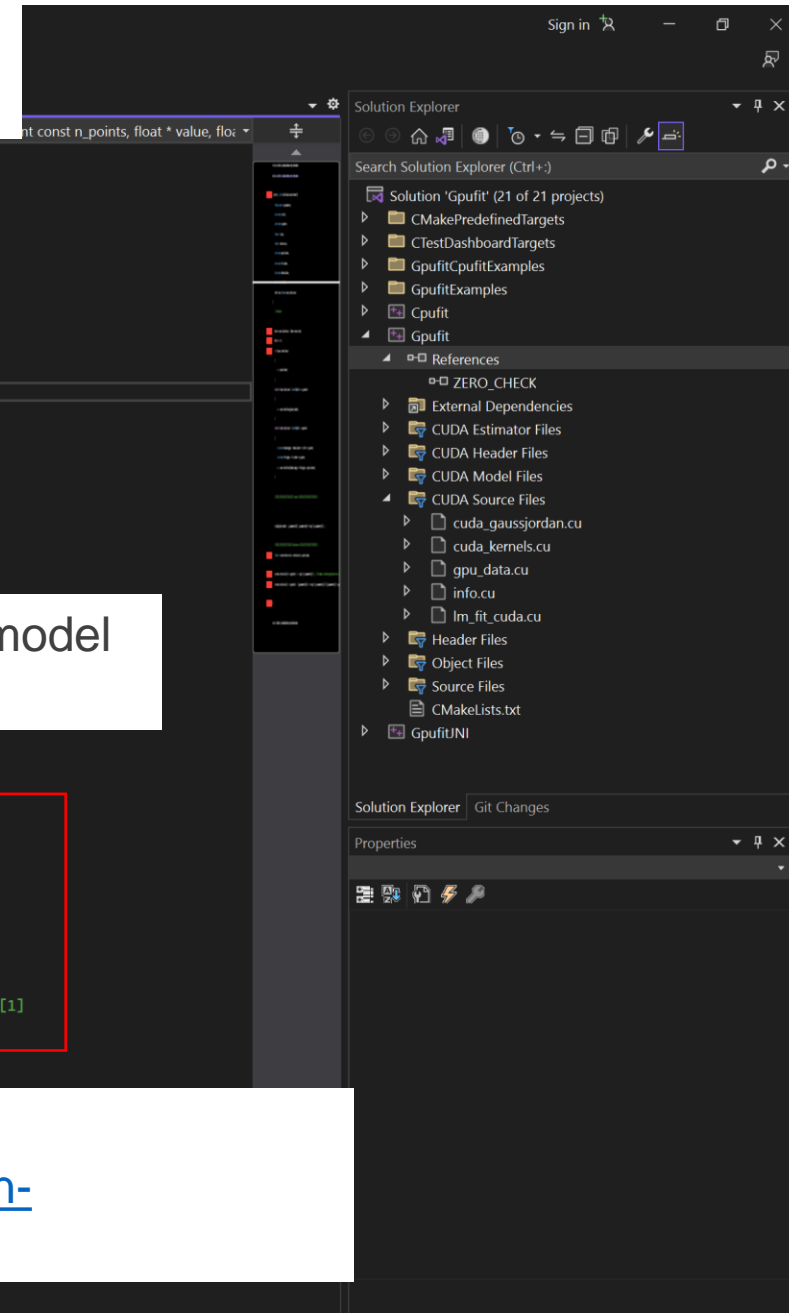 Sign in
nt const n_points, float * value, floa
Solution Explorer
Search Solution Explorer (Ctrl+:)
Solution 'Gpufit' (21 of 21 projects)
CMakePredefinedTargets
CTestDashboardTargets
GpufitCpufitExamples
GpufitExamples
Cpufit
Gpufit
References
ZERO_CHECK
External Dependencies
CUDA Estimator Files
CUDA Header Files
CUDA Model Files
CUDA Source Files
cuda_gaussjordan.cu
cuda_kernels.cu
gpu_data.cu
info.cu
lm_fit_cuda.cu
Header Files
Object Files
Source Files
CMakeLists.txt
GpufitJNI
model
Solution Explorer Git Changes
Properties
[1]
n-